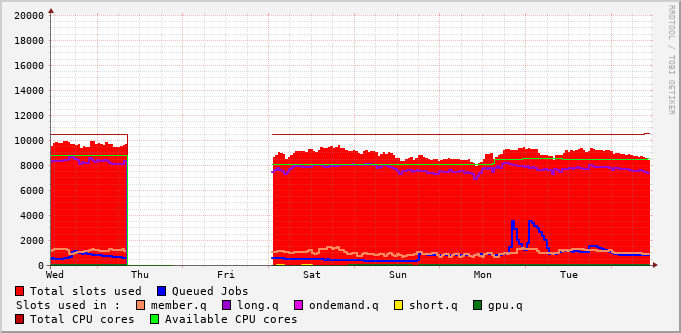 RRDTOOL / TOBI OETIKER
20000
18000
16000
14000
12000
10000
8000
6000
4000
2000
0
Wed Thu Fri Sat Sun Mon Tue
Total slots used Queued Jobs
Slots used in : member.q long.q ondemand.q short.q gpu.q
Total CPU cores Available CPU cores